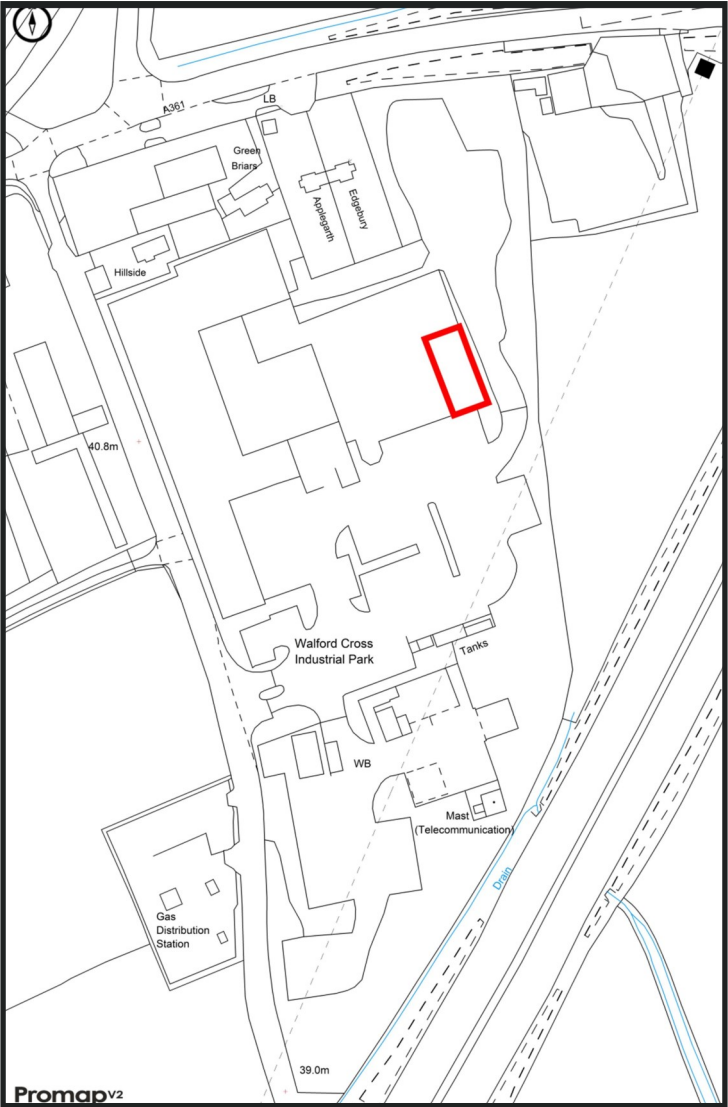 A361
LB
Green
Briars
Applegarth
Edgebury
Hillside
40.8m
Walford Cross
Industrial Park
Tanks
WB
Mast
(Telecommunication)
Drain
Gas
Distribution
Station
39.0m
Promap V2